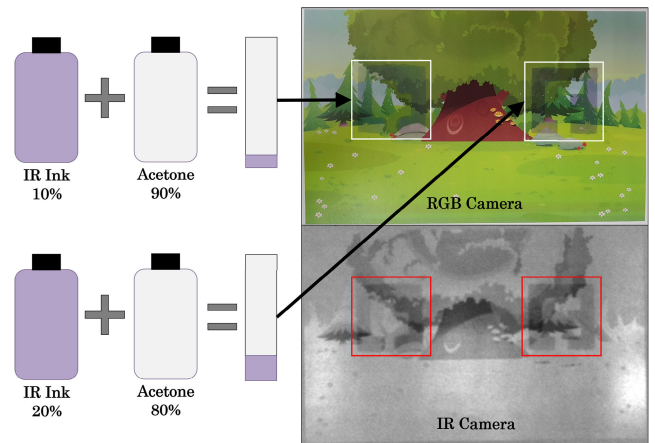 IR Ink
10%
Acetone
90%
RGB Camera
IR Ink
20%
Acetone
80%
IR Camera